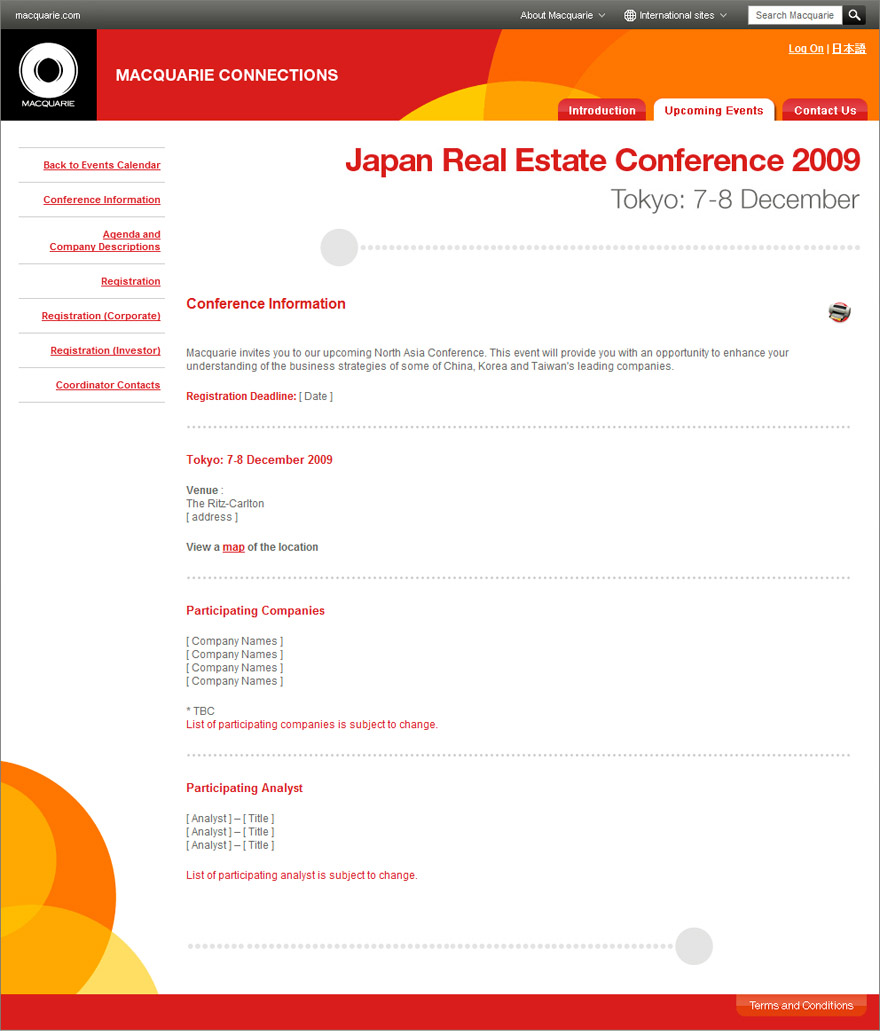 macquarie.com
About Macquarie
International sites
Search Macquarie
MACQUARIE
MACQUARIE CONNECTIONS
Log On | 日本語
Introduction
Upcoming Events
Contact Us
Back to Events Calendar
Conference Information
Agenda and
Company Descriptions
Registration
Registration (Corporate)
Registration (Investor)
Coordinator Contacts
Japan Real Estate Conference 2009
Tokyo: 7-8 December
Conference Information
Macquarie invites you to our upcoming North Asia Conference. This event will provide you with an opportunity to enhance your
understanding of the business strategies of some of China, Korea and Taiwan's leading companies.
Registration Deadline: [ Date ]
Tokyo: 7-8 December 2009
Venue :
The Ritz-Carlton
[ address ]
View a map of the location
Participating Companies
[ Company Names ]
[ Company Names ]
[ Company Names ]
[ Company Names ]
* TBC
List of participating companies is subject to change.
Participating Analyst
[ Analyst ] – [ Title ]
[ Analyst ] – [ Title ]
[ Analyst ] – [ Title ]
List of participating analyst is subject to change.
Terms and Conditions